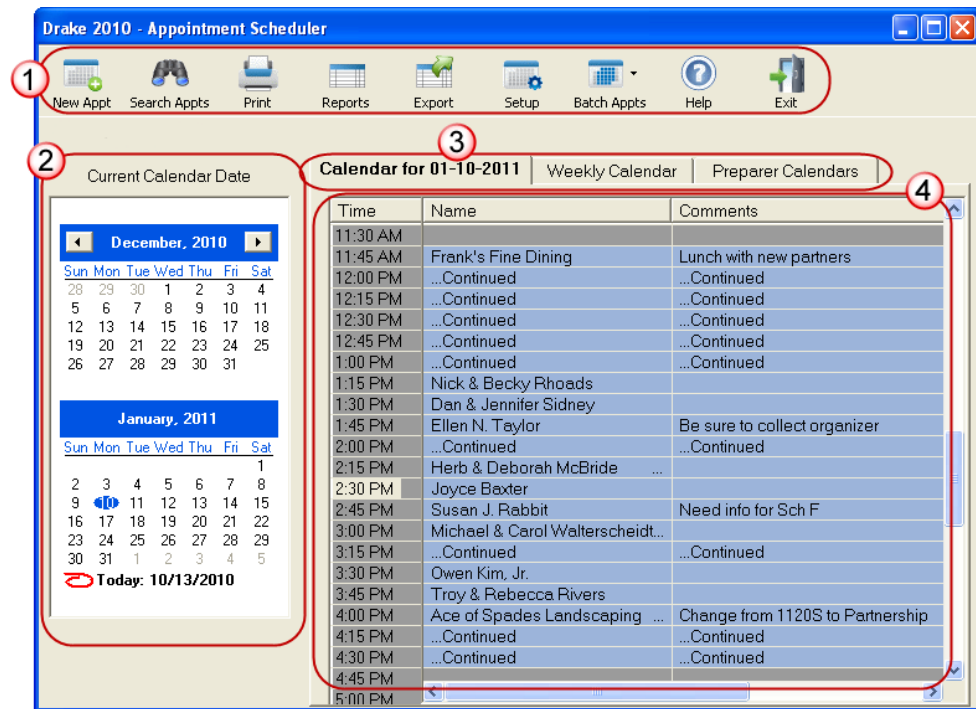 Drake 2010 - Appointment Scheduler
1
New Appt Search Appts Print Reports Export Setup Batch Appts Help Exit
2
Current Calendar Date
December, 2010
Sun Mon Tue Wed Thu Fri Sat
28 29 30 1 2 3 4
5 6 7 8 9 10 11
12 13 14 15 16 17 18
19 20 21 22 23 24 25
26 27 28 29 30 31
January, 2011
Sun Mon Tue Wed Thu Fri Sat
1
2 3 4 5 6 7 8
9 10 11 12 13 14 15
16 17 18 19 20 21 22
23 24 25 26 27 28 29
30 31 1 2 3 4 5
Today: 10/13/2010
3
Calendar for 01-10-2011 Weekly Calendar Preparer Calendars
4
Time Name Comments
11:30 AM
11:45 AM Frank's Fine Dining Lunch with new partners
12:00 PM ...Continued ...Continued
12:15 PM ...Continued ...Continued
12:30 PM ...Continued ...Continued
12:45 PM ...Continued ...Continued
1:00 PM ...Continued ...Continued
1:15 PM Nick & Becky Rhoads
1:30 PM Dan & Jennifer Sidney
1:45 PM Ellen N. Taylor Be sure to collect organizer
2:00 PM ...Continued ...Continued
2:15 PM Herb & Deborah McBride ...
2:30 PM Joyce Baxter
2:45 PM Susan J. Rabbit Need info for Sch F
3:00 PM Michael & Carol Walterscheidt...
3:15 PM ...Continued ...Continued
3:30 PM Owen Kim, Jr.
3:45 PM Troy & Rebecca Rivers
4:00 PM Ace of Spades Landscaping ... Change from 1120S to Partnership
4:15 PM ...Continued ...Continued
4:30 PM ...Continued ...Continued
4:45 PM
5:00 PM